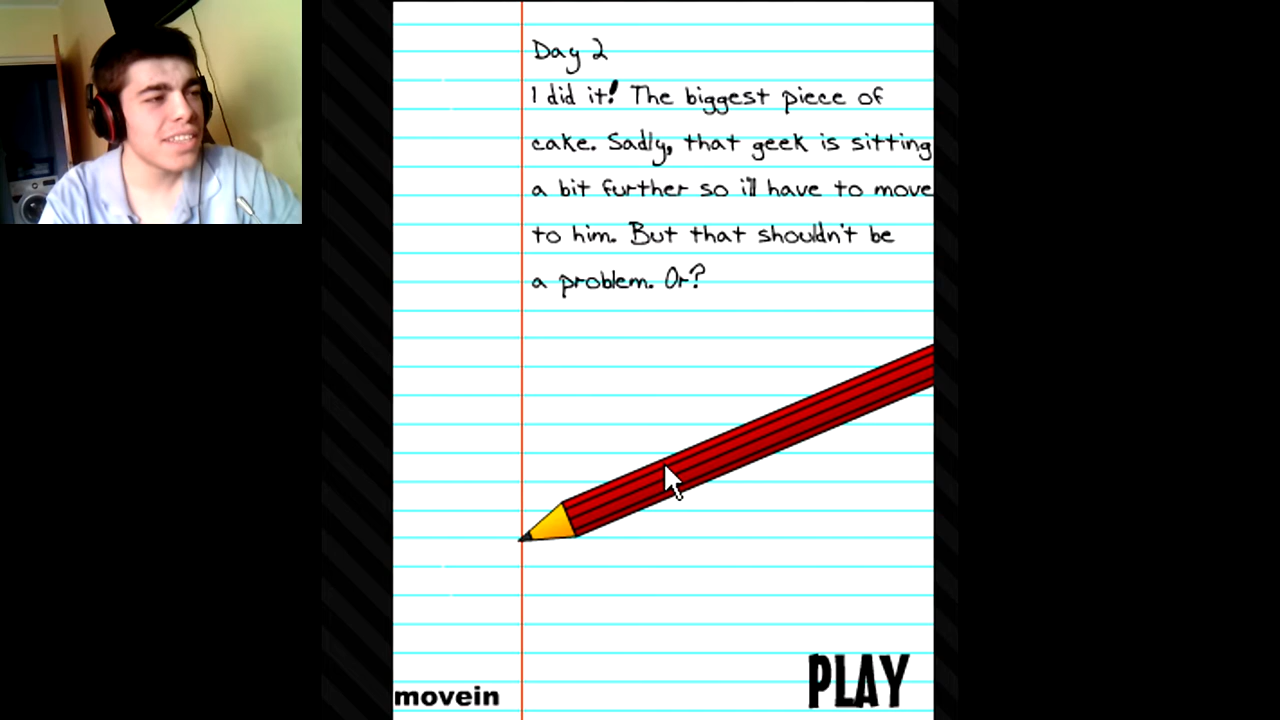 Day 2
I did it! The biggest piece of
cake. Sadly, that geek is sitting
a bit further so i'll have to move
to him. But that shouldn't be
a problem. Or?
movein
PLAY